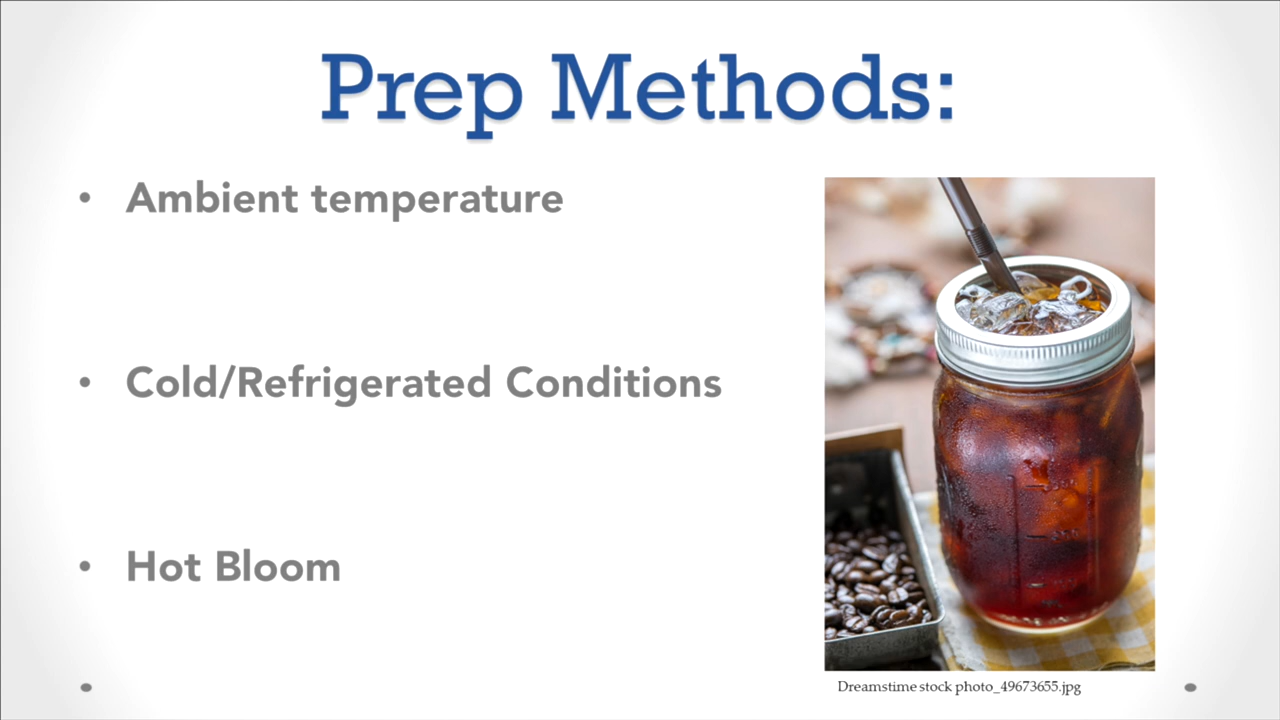 Prep Methods:
• Ambient temperature
• Cold/Refrigerated Conditions
• Hot Bloom
Dreamstime stock photo_49673655.jpg